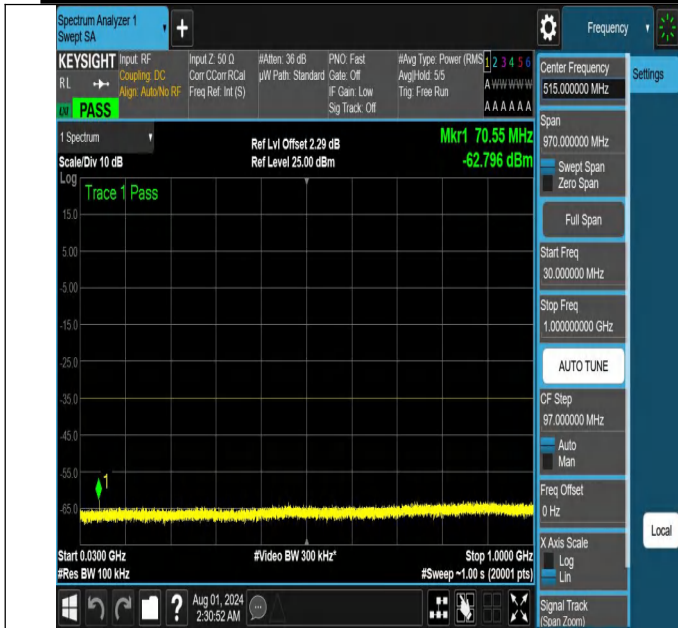 Spectrum Analyzer 1
Swept SA
+
Frequency
KEYSIGHT
RL
PASS
Input: RF
Coupling: DC
Align: Auto/No RF
Input Z: 50 Ω
Corr CCorr RCal
Freq Ref: Int (S)
#Atten: 36 dB
µW Path: Standard
PNO: Fast
Gate: Off
IF Gain: Low
Sig Track: Off
#Avg Type: Power (RMS
Avg|Hold: 5/5
Trig: Free Run
1 2 3 4 5 6
A W W W W W
A A A A A A
Center Frequency
515.000000 MHz
Settings
Span
970.000000 MHz
Swept Span
Zero Span
Full Span
Start Freq
30.000000 MHz
Stop Freq
1.000000000 GHz
AUTO TUNE
CF Step
97.000000 MHz
Auto
Man
Freq Offset
0 Hz
X Axis Scale
Log
Lin
Local
Signal Track
(Span Zoom)
1 Spectrum
Scale/Div 10 dB
Ref Lvl Offset 2.29 dB
Ref Level 25.00 dBm
Mkr1 70.55 MHz
-62.796 dBm
Log
Trace 1 Pass
15.0
5.00
-5.00
-15.0
-25.0
-35.0
-45.0
-55.0
-65.0
1
Start 0.0300 GHz
#Res BW 100 kHz
#Video BW 300 kHz*
Stop 1.0000 GHz
#Sweep ~1.00 s (20001 pts)
?
Aug 01, 2024
2:30:52 AM